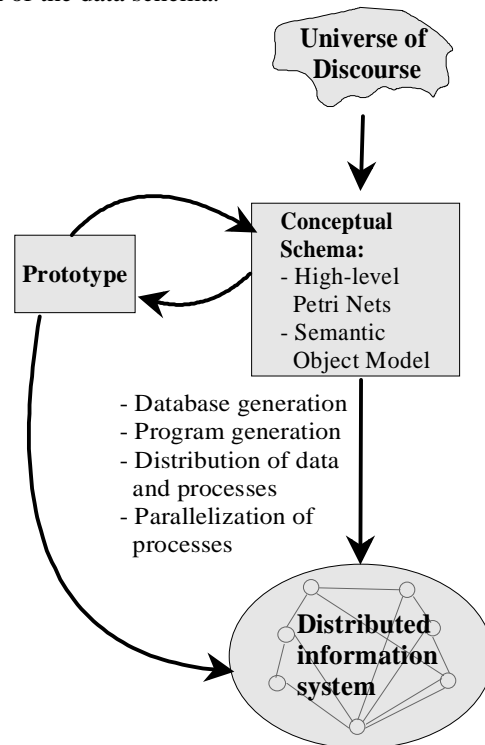 of the data schema.
Universe of
Discourse
Conceptual
Schema:
- High-level
Petri Nets
- Semantic
Object Model
Prototype
- Database generation
- Program generation
- Distribution of data
and processes
- Parallelization of
processes
Distributed
information
system